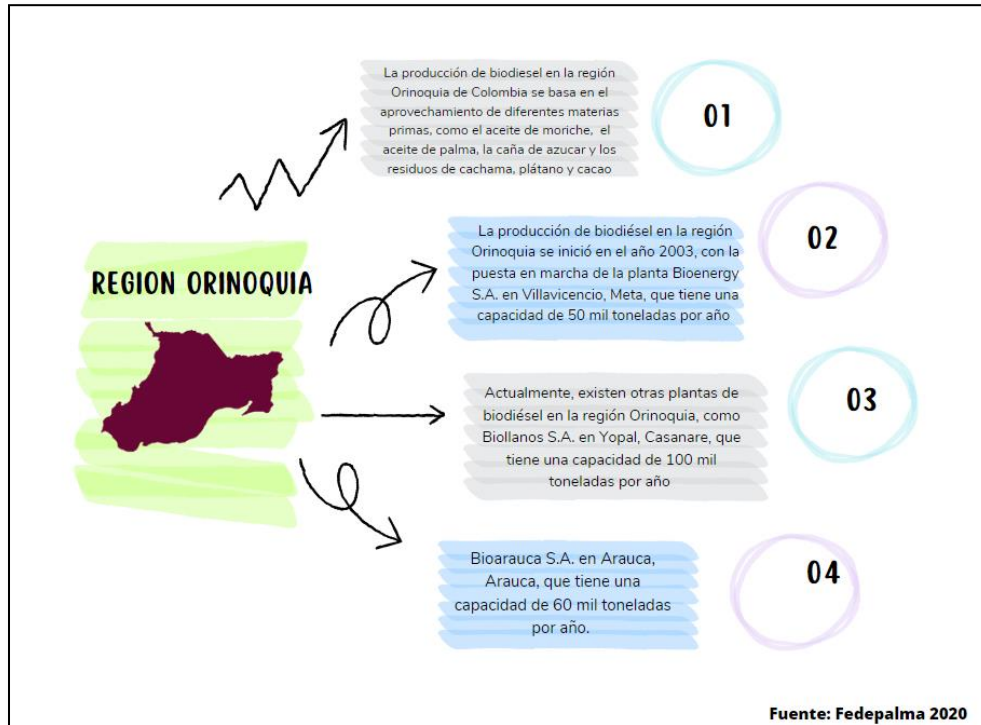 La producción de biodiesel en la región
Orinoquia de Colombia se basa en el
aprovechamiento de diferentes materias
primas, como el aceite de moriche, el
aceite de palma, la caña de azucar y los
residuos de cachama, plátano y cacao
01
La producción de biodiésel en la región
Orinoquia se inició en el año 2003, con la
puesta en marcha de la planta Bioenergy
S.A. en Villavicencio, Meta, que tiene una
capacidad de 50 mil toneladas por año
02
REGION ORINOQUIA
Actualmente, existen otras plantas de
biodiésel en la región Orinoquia, como
Biollanos S.A. en Yopal, Casanare, que
tiene una capacidad de 100 mil
toneladas por año
03
Bioarauca S.A. en Arauca,
Arauca, que tiene una
capacidad de 60 mil toneladas
por año.
04
Fuente: Fedepalma 2020